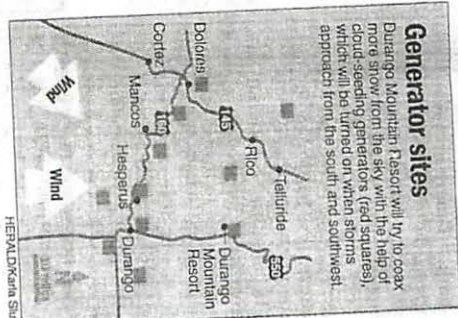 Generator sites
Durango Mountain Resort will try to coax
more snow from the sky with the help of
cloud-seeding generators (red squares),
which will be turned on when storms
approach from the south and southwest.
Telluride
Rico
145
Dolores
Cortez
Mancos
160
Hesperus
Durango
Durango
Mountain
Resort
550
Wind
Wind
10 miles
N
HERALD/Karla